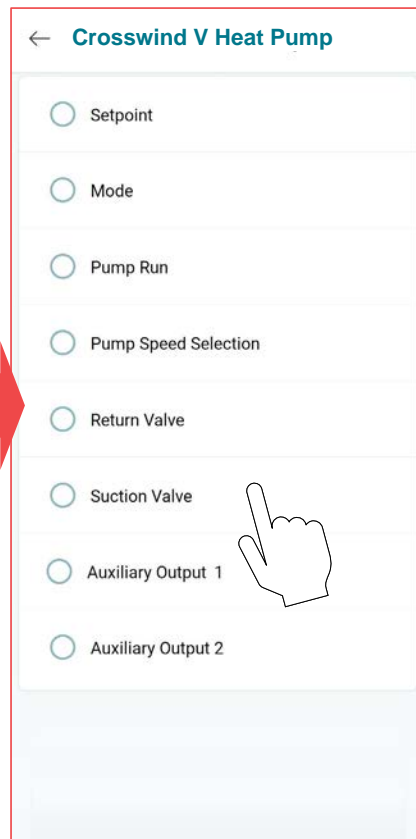 Crosswind V Heat Pump
Setpoint
Mode
Pump Run
Pump Speed Selection
Return Valve
Suction Valve
Auxiliary Output 1
Auxiliary Output 2